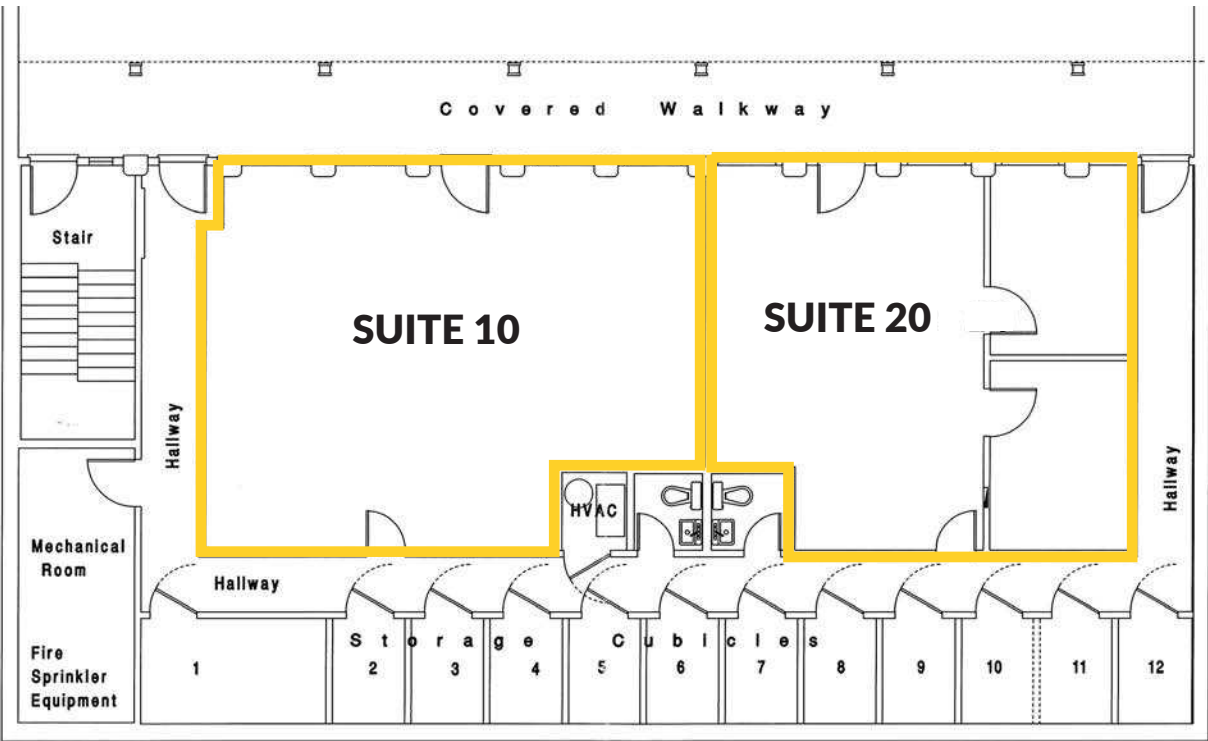 Covered Walkway
Stair
SUITE 10
SUITE 20
Hallway
Hallway
HVAC
Mechanical
Room
Hallway
Storage Cubicles
Fire
Sprinkler
Equipment
1
2
3
4
5
6
7
8
9
10
11
12